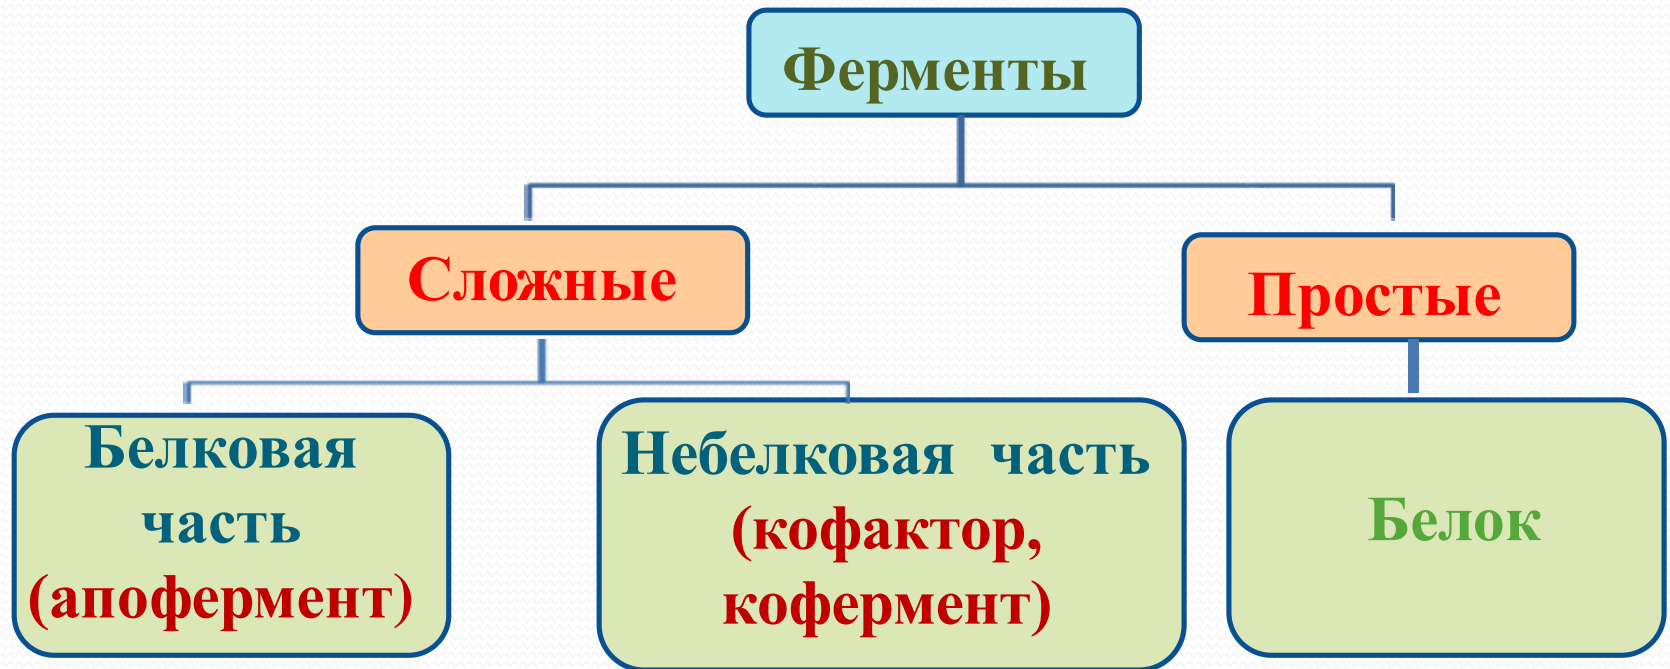 Ферменты
Сложные
Простые
Белковая
часть
(апофермент)
Небелковая часть
(кофактор,
кофермент)
Белок